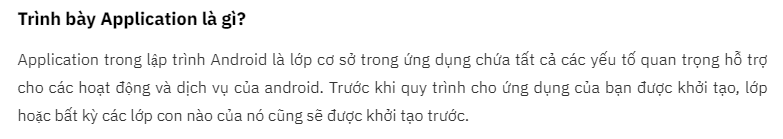 Trình bày Application là gì?
Application trong lập trình Android là lớp cơ sở trong ứng dụng chứa tất cả các yếu tố quan trọng hỗ trợ
cho các hoạt động và dịch vụ của android. Trước khi quy trình cho ứng dụng của bạn được khởi tạo, lớp
hoặc bất kỳ các lớp con nào của nó cũng sẽ được khởi tạo trước.